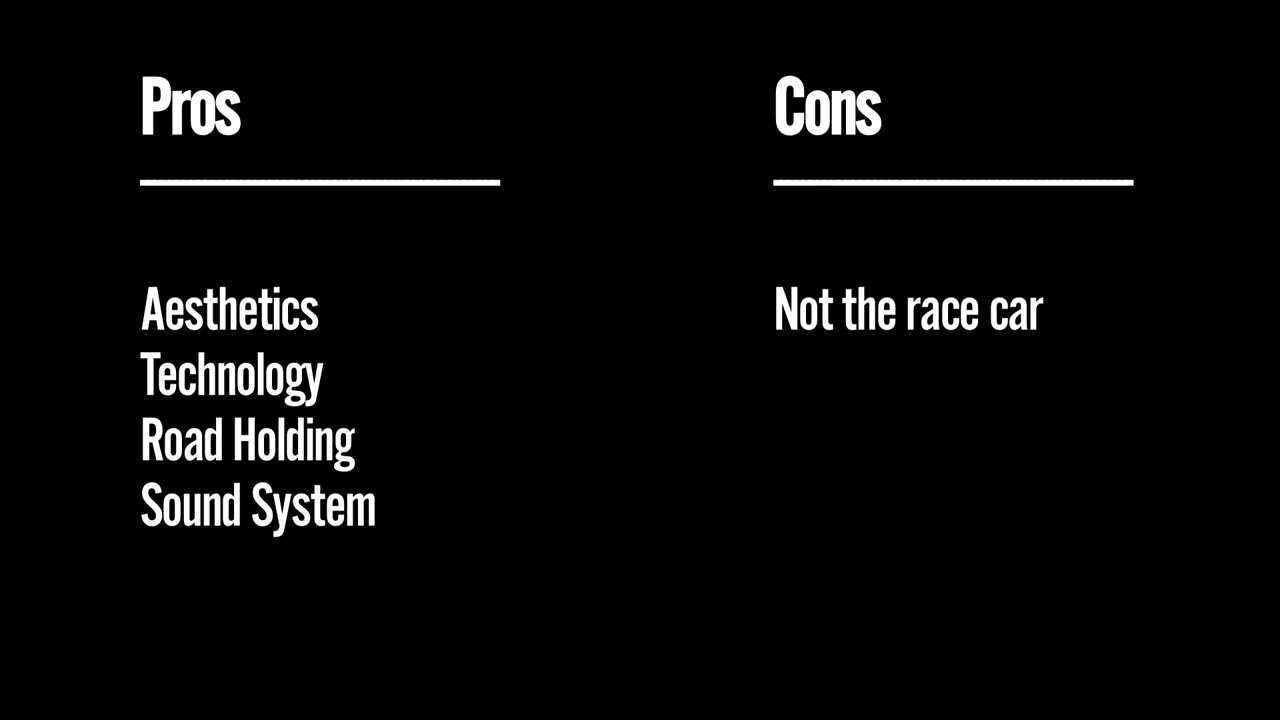 Pros
Aesthetics
Technology
Road Holding
Sound System
Cons
Not the race car